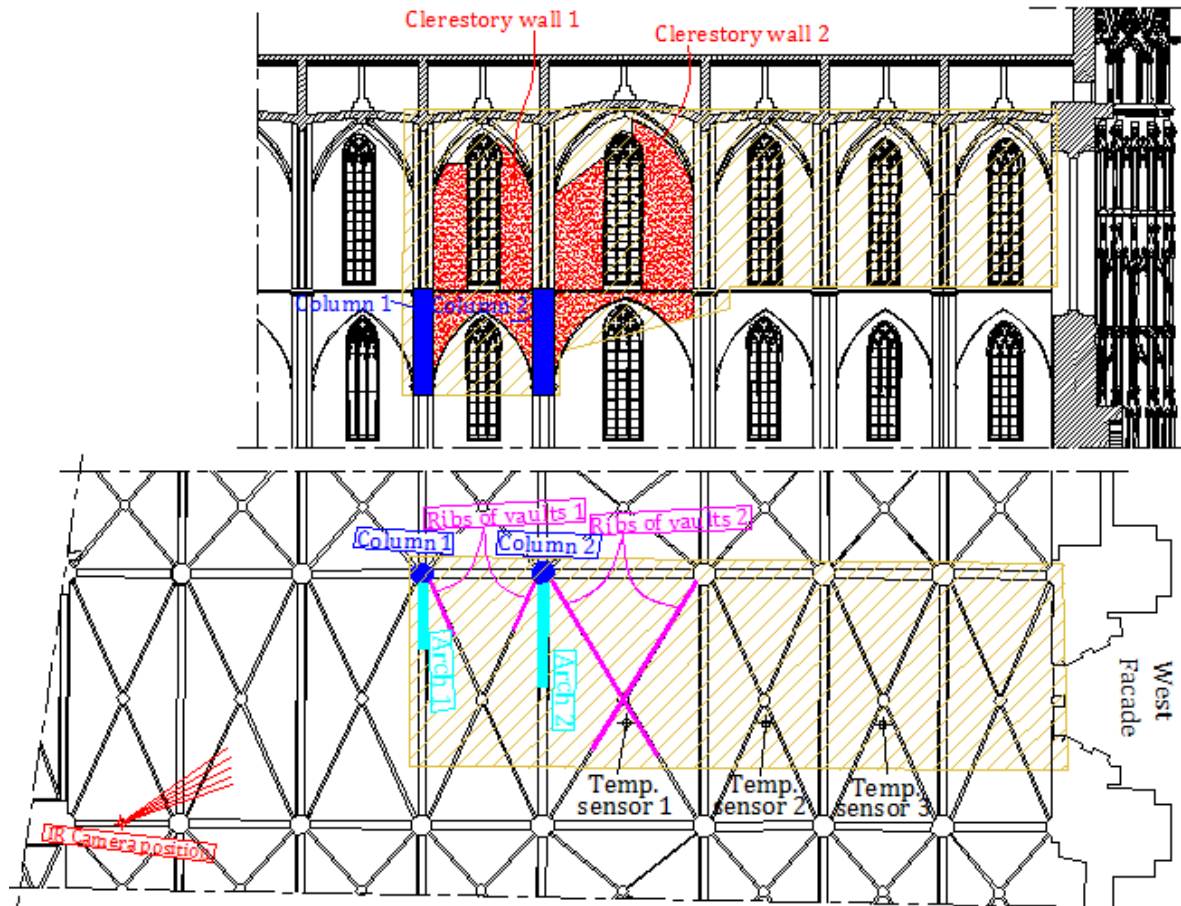 Clerestory wall 1
Clerestory wall 2
Column 1
Column 2
Ribs of vaults 1
Ribs of vaults 2
Column 1
Column 2
Arch 1
Arch 2
West
Facade
Temp.
sensor 1
Temp.
sensor 2
Temp.
sensor 3
IR Camera position